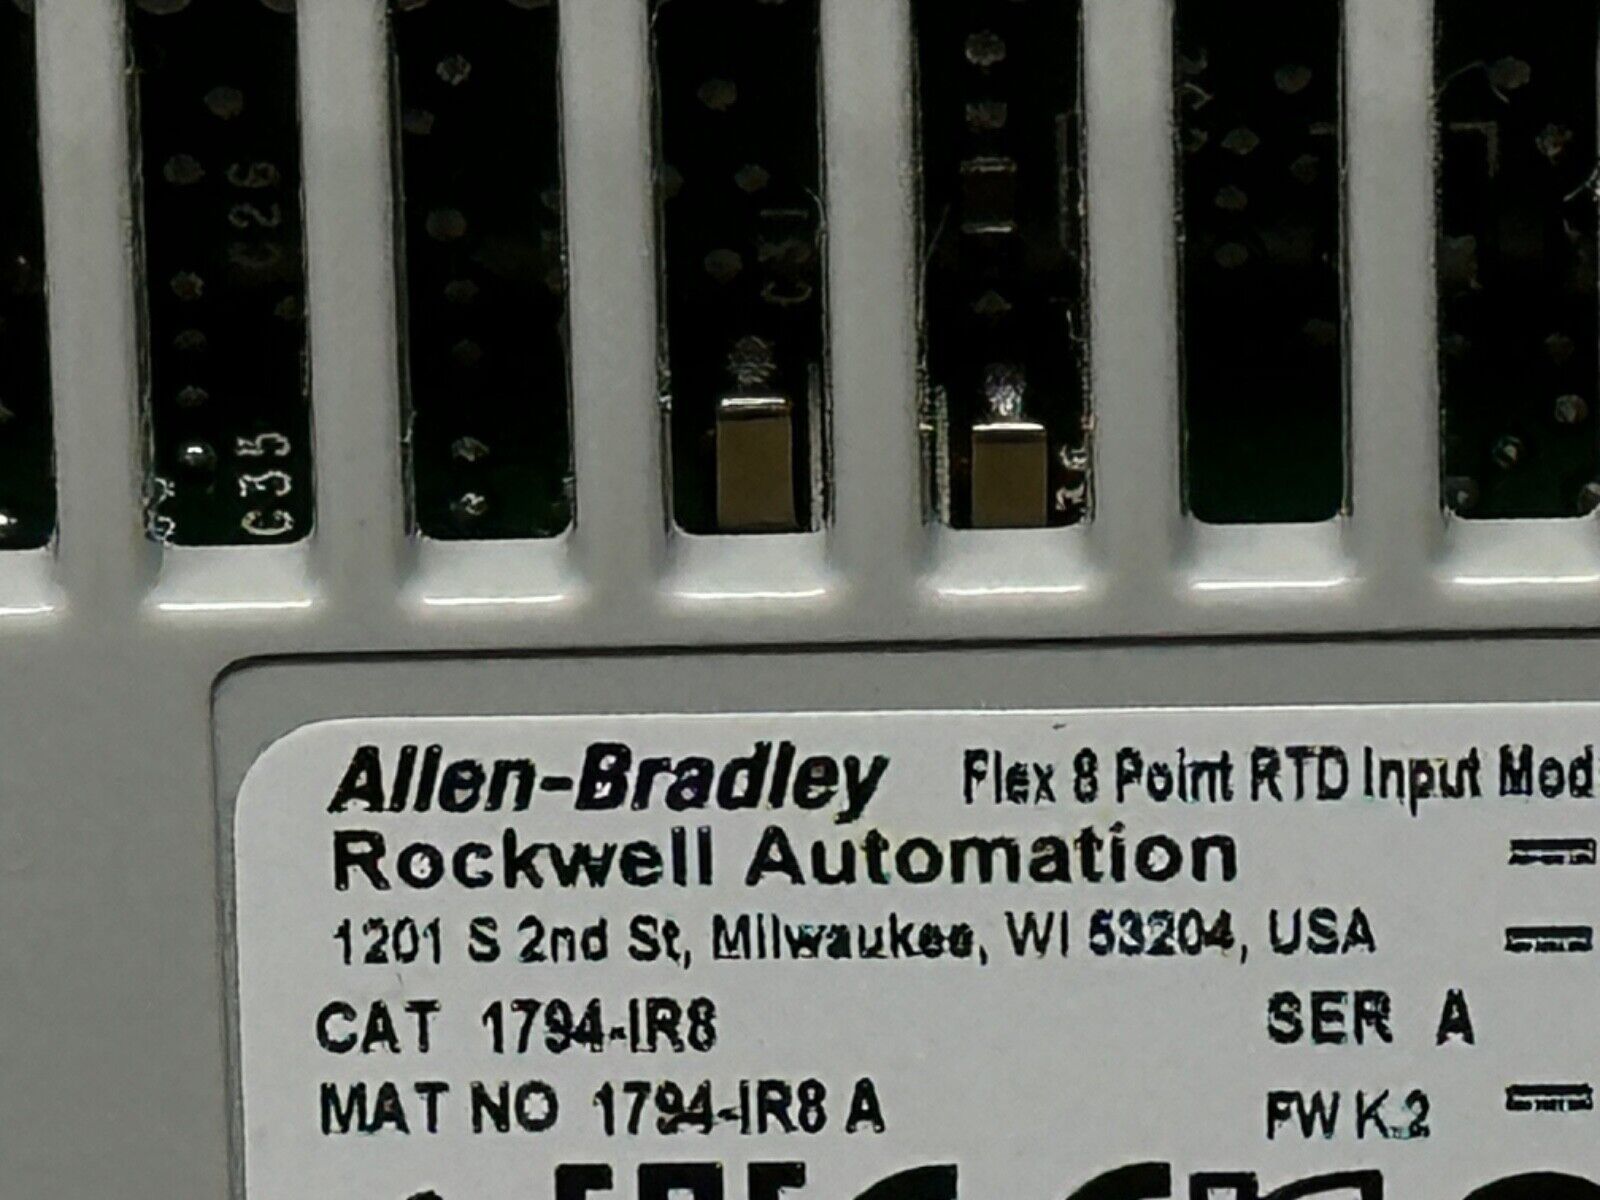 C26
C35
Allen-Bradley Flex 8 Point RTD Input Mod
Rockwell Automation
1201 S 2nd St, Milwaukee, WI 53204, USA
CAT 1794-IR8 SER A
MAT NO 1794-IR8 A FW K.2